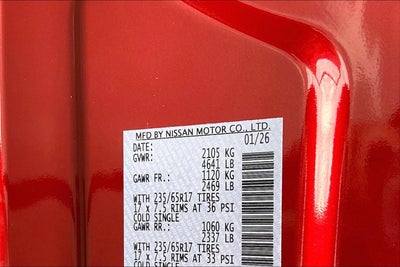 MFD BY NISSAN MOTOR CO., LTD.
DATE: 01/26
GVWR: 2105 KG
4641 LB
GAWR FR.: 1120 KG
2469 LB
WITH 235/65R17 TIRES
17 x 7.5 RIMS AT 36 PSI
COLD SINGLE
GAWR RR.: 1060 KG
2337 LB
WITH 235/65R17 TIRES
17 x 7.5 RIMS AT 33 PSI